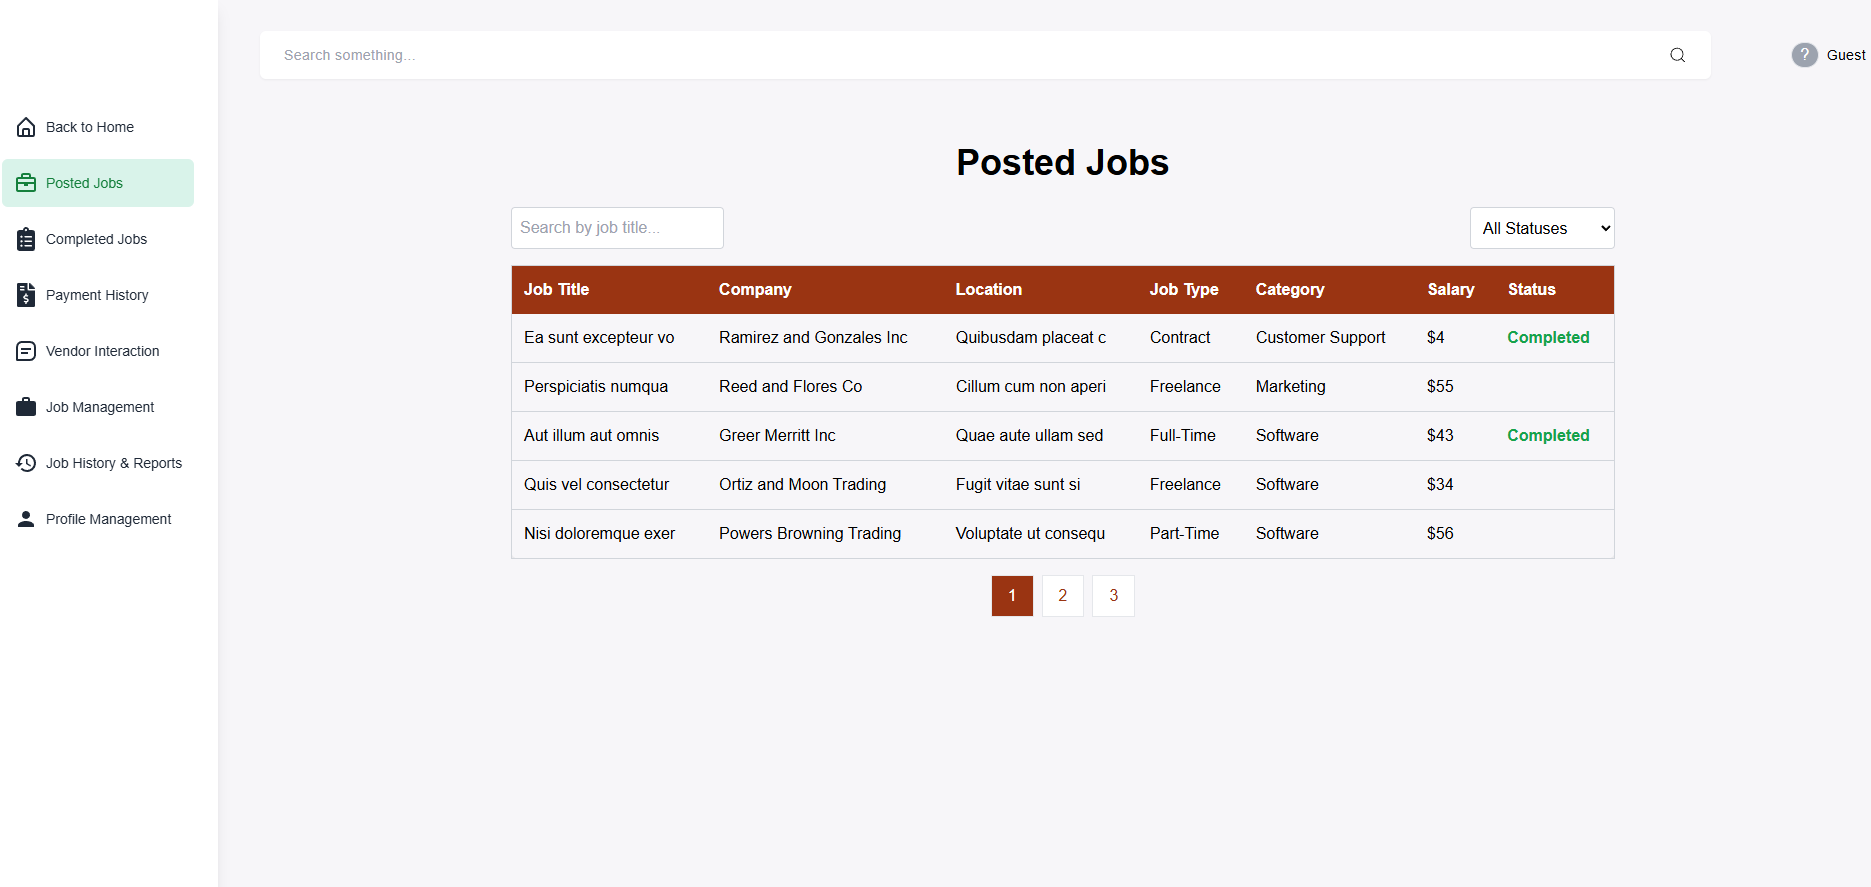 Search something...
? Guest
Back to Home
Posted Jobs
Completed Jobs
Payment History
Vendor Interaction
Job Management
Job History & Reports
Profile Management
Posted Jobs
Search by job title...
All Statuses
Job Title Company Location Job Type Category Salary Status
Ea sunt excepteur vo Ramirez and Gonzales Inc Quibusdam placeat c Contract Customer Support $4 Completed
Perspiciatis numqua Reed and Flores Co Cillum cum non aperi Freelance Marketing $55
Aut illum aut omnis Greer Merritt Inc Quae aute ullam sed Full-Time Software $43 Completed
Quis vel consectetur Ortiz and Moon Trading Fugit vitae sunt si Freelance Software $34
Nisi doloremque exer Powers Browning Trading Voluptate ut consequ Part-Time Software $56
1 2 3